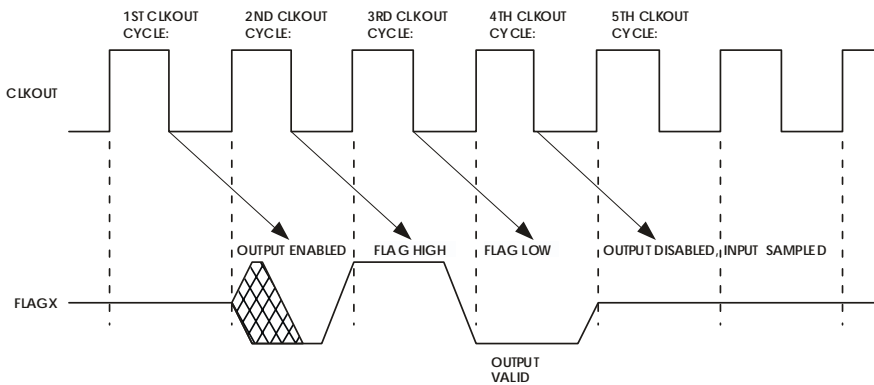 1ST CLKOUT
CYCLE:
2ND CLKOUT
CYCLE:
3RD CLKOUT
CYCLE:
4TH CLKOUT
CYCLE:
5TH CLKOUT
CYCLE:
CLKOUT
OUTPUT ENABLED
FLAG HIGH
FLAG LOW
OUTPUT DISABLED, INPUT SAMPLED
FLAGX
OUTPUT
VALID